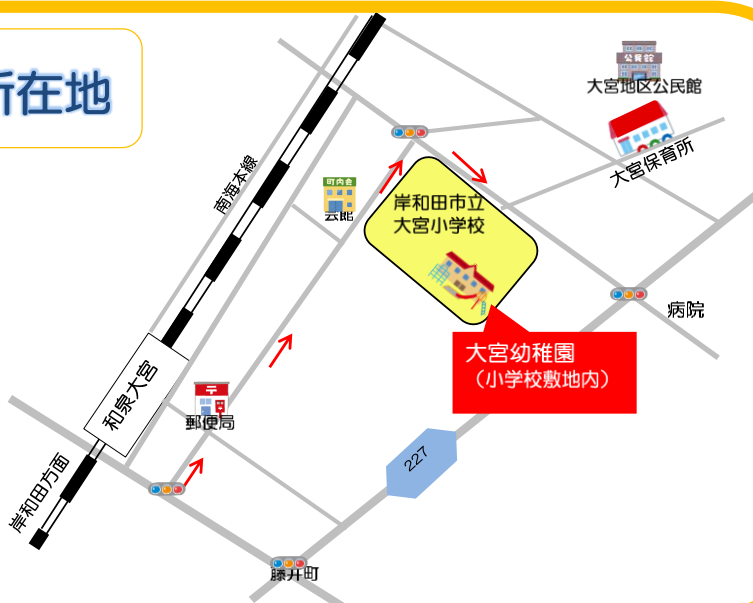 所在地
公民館
大宮地区公民館
大宮保育所
南海本線
町内会
会館
岸和田市立
大宮小学校
病院
大宮幼稚園
（小学校敷地内）
和泉大宮
郵便局
227
岸和田方面
藤井町